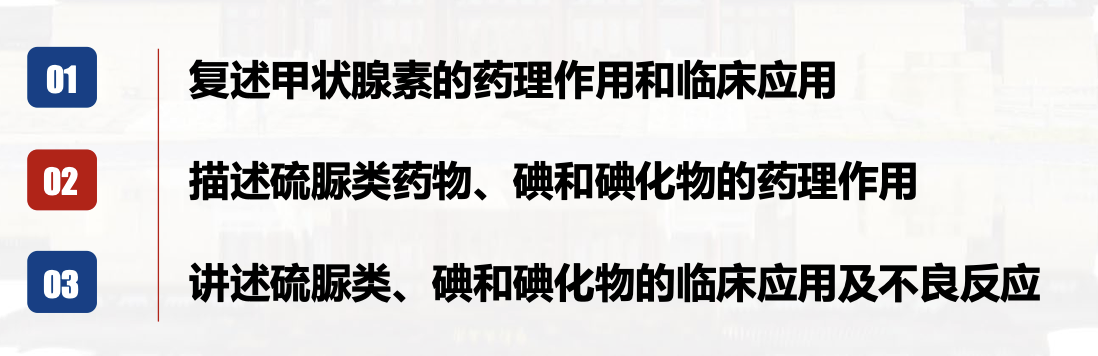 01 复述甲状腺素的药理作用和临床应用
02 描述硫脲类药物、碘和碘化物的药理作用
03 讲述硫脲类、碘和碘化物的临床应用及不良反应